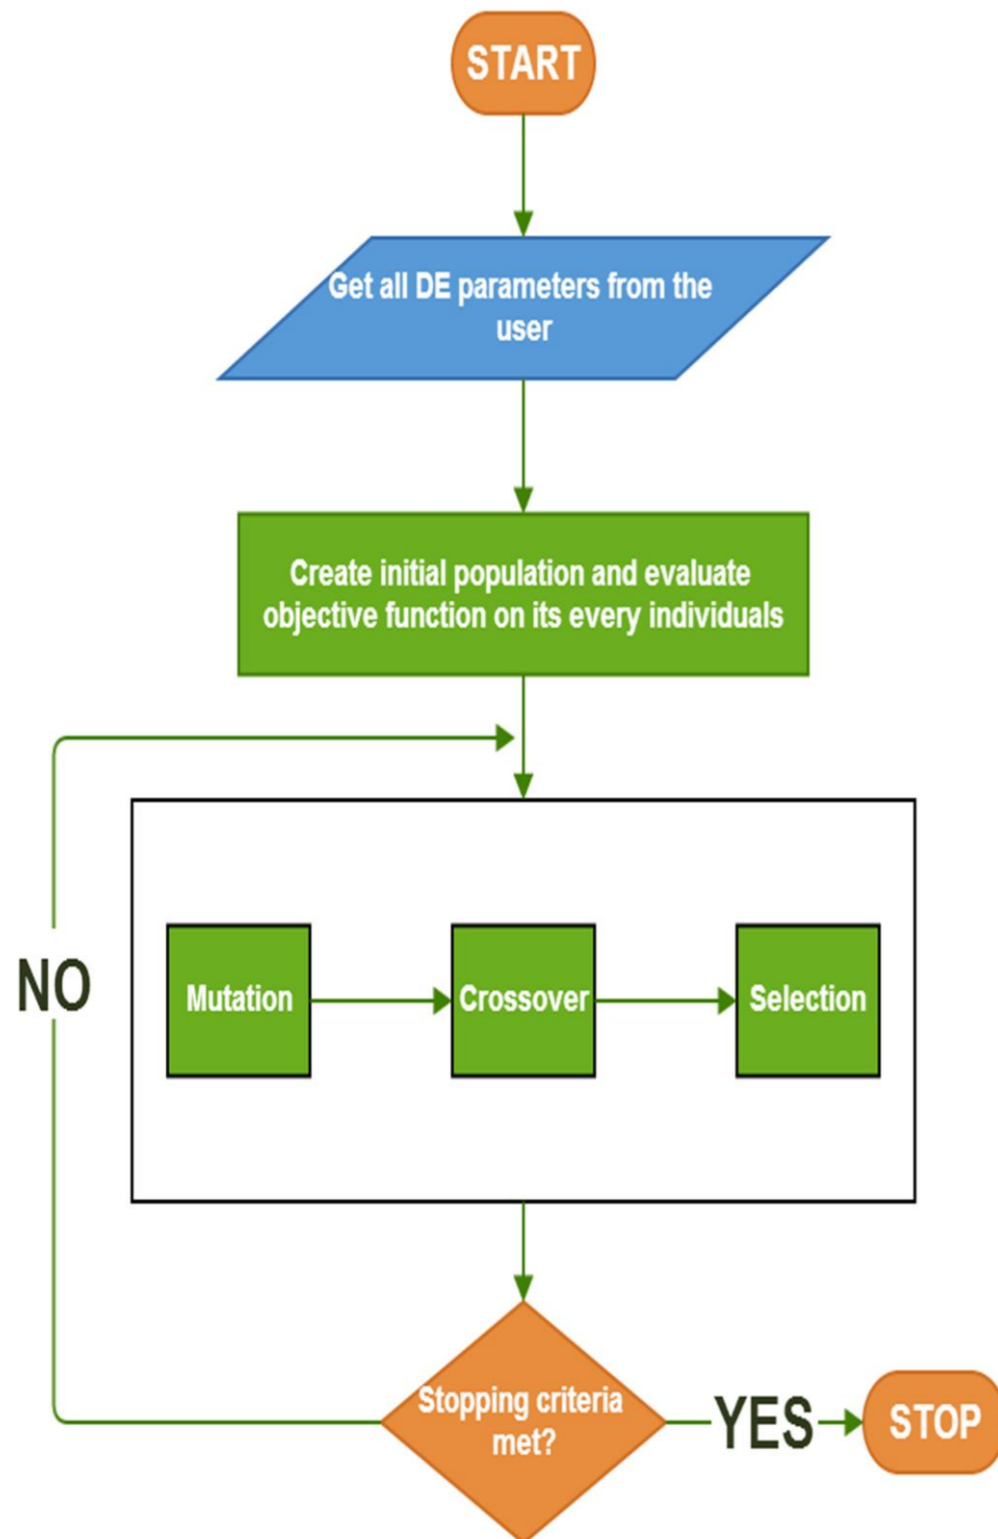 START
Get all DE parameters from the
user
Create initial population and evaluate
objective function on its every individuals
NO
Mutation
Crossover
Selection
Stopping criteria
met?
YES
STOP